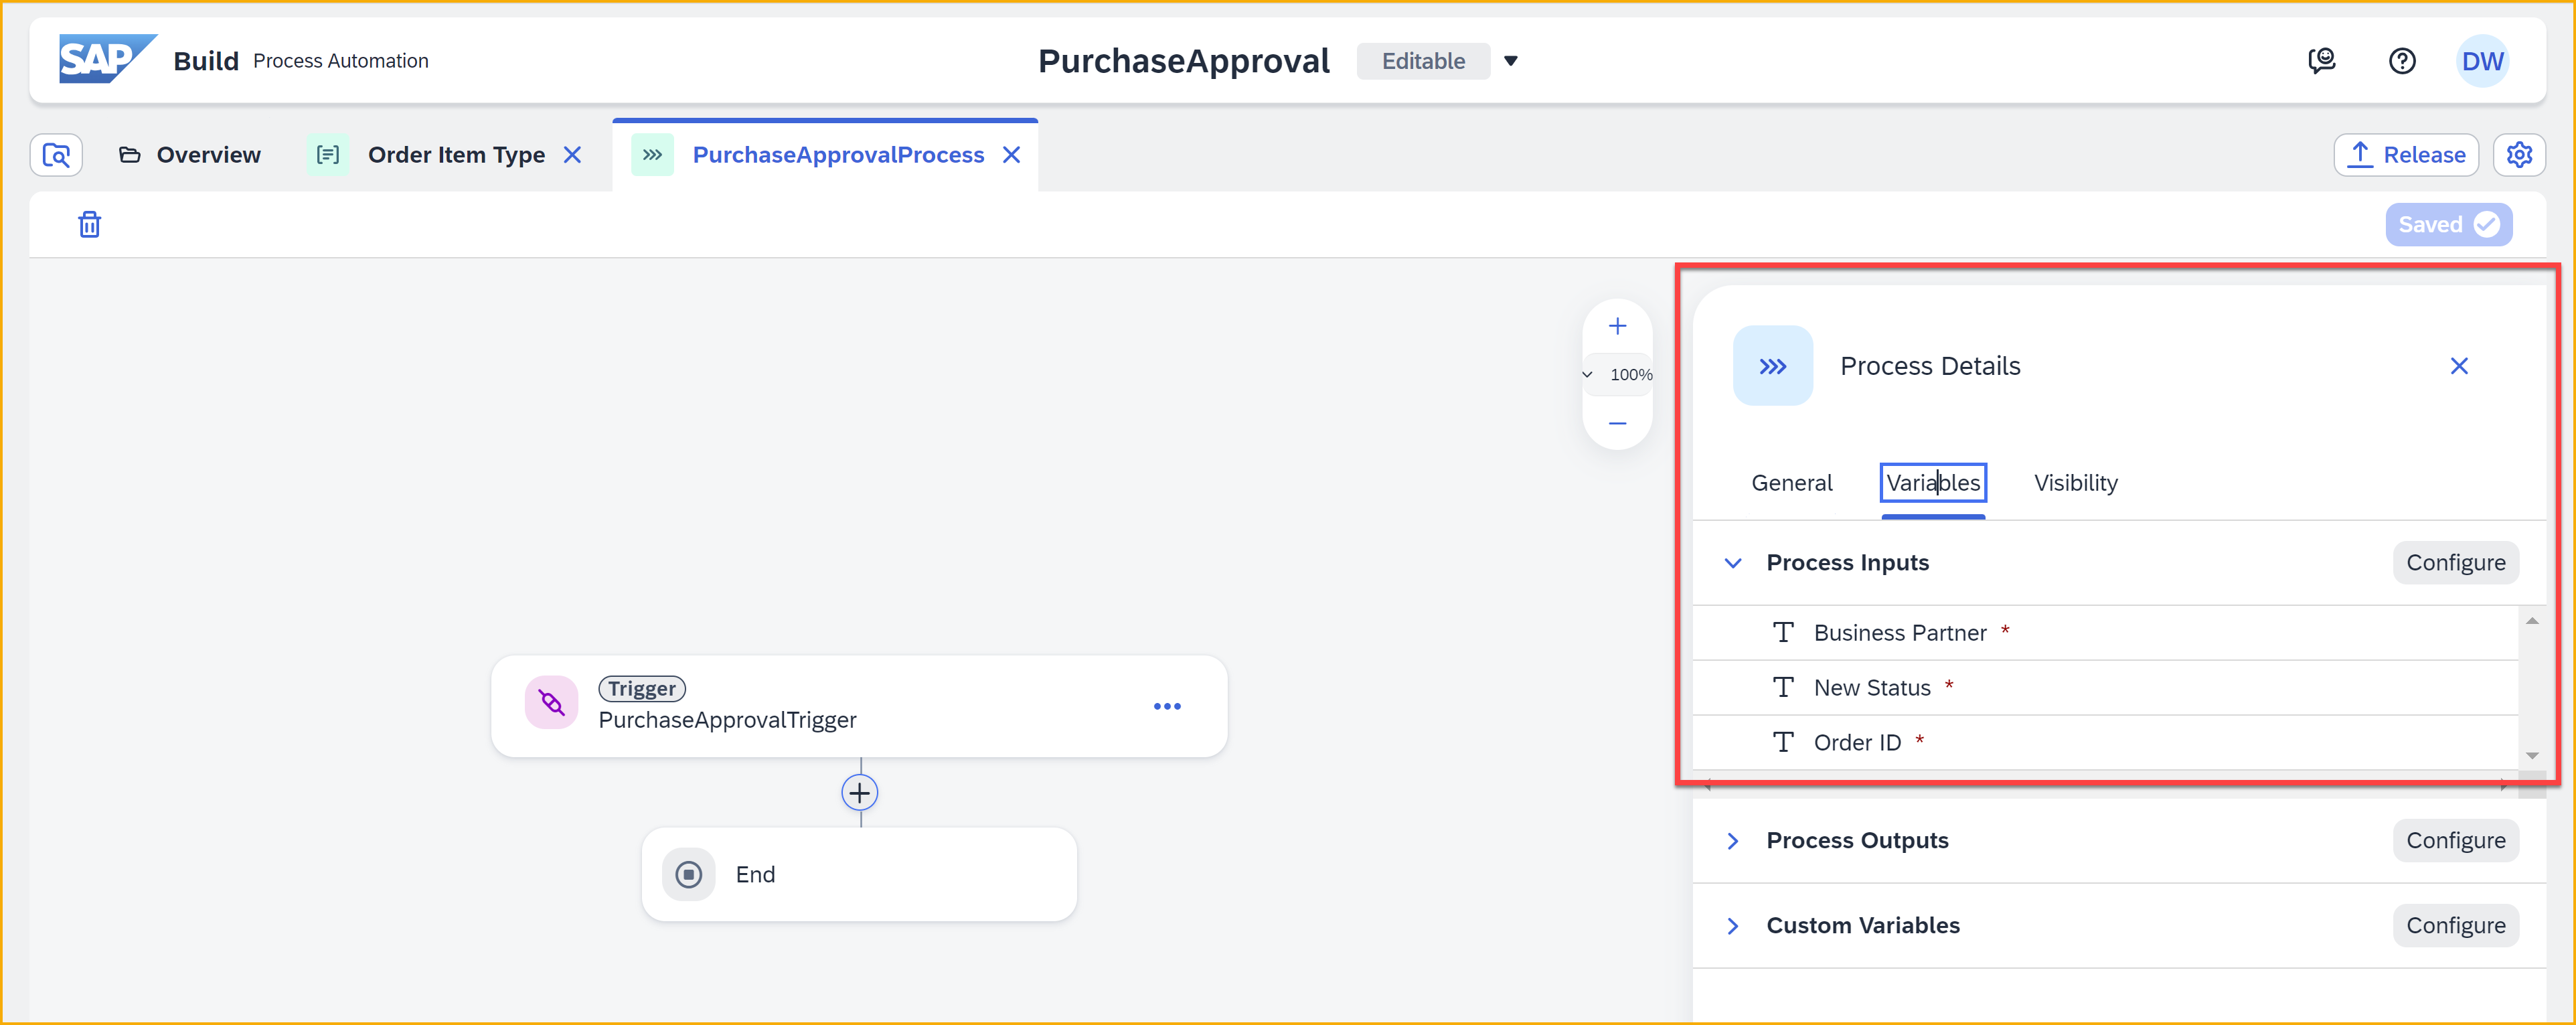 SAP Build Process Automation
PurchaseApproval Editable
DW
Overview
Order Item Type
PurchaseApprovalProcess
Release
Saved
100%
Process Details
General Variables Visibility
Process Inputs Configure
T Business Partner *
T New Status *
T Order ID *
Process Outputs Configure
Custom Variables Configure
Trigger
PurchaseApprovalTrigger
End